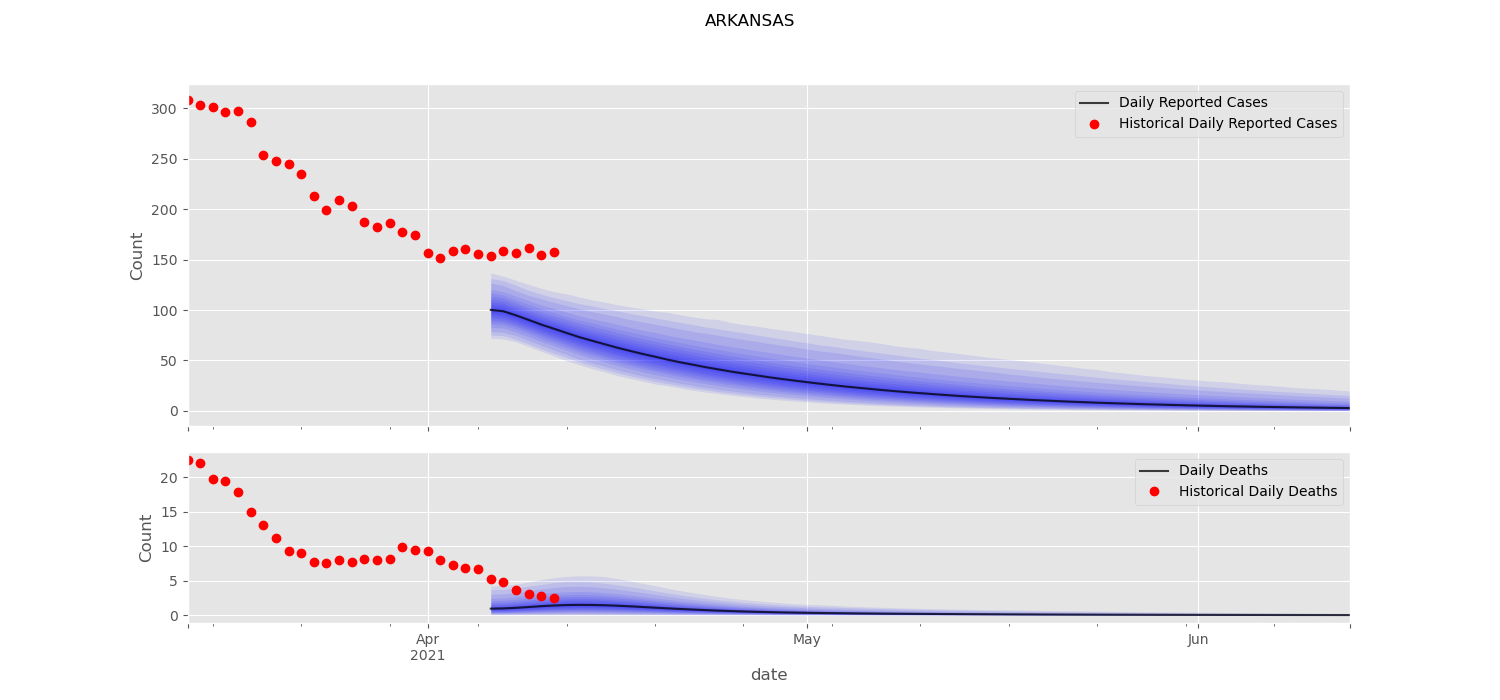 ARKANSAS
Daily Reported Cases
Historical Daily Reported Cases
300
250
200
150
100
50
0
Count
Daily Deaths
Historical Daily Deaths
20
15
10
5
0
Count
Apr
2021
May
Jun
date